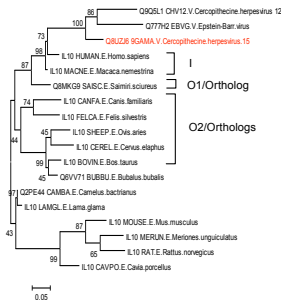 86
Q9Q5L1 CHV12.V.Cercopithecine.herpesvirus 12
100
Q777H2 EBVG.V.Epstein-Barr.virus
73
Q8UZJ6 9GAMA.V.Cercopithecine.herpesvirus.15
98
IL10 HUMAN.E.Homo.sapiens
I
IL10 MACNE.E.Macaca.nemestrina
87
Q8MKG9 SAISC.E.Saimiri.sciureus
O1/Ortholog
IL10 CANFA.E.Canis.familiaris
74
IL10 FELCA.E.Felis.silvestris
O2/Orthologs
45
IL10 SHEEP.E.Ovis.aries
44
IL10 CEREL.E.Cervus.elaphus
99
IL10 BOVIN.E.Bos.taurus
45
Q6VV71 BUBBU.E.Bubalus.bubalis
97
Q2PE44 CAMBA.E.Camelus.bactrianus
99
IL10 LAMGL.E.Lama.glama
43
IL10 MOUSE.E.Mus.musculus
87
IL10 MERUN.E.Meriones.unguiculatus
44
65
IL10 RAT.E.Rattus.norvegicus
IL10 CAVPO.E.Cavia.porcellus
0.05